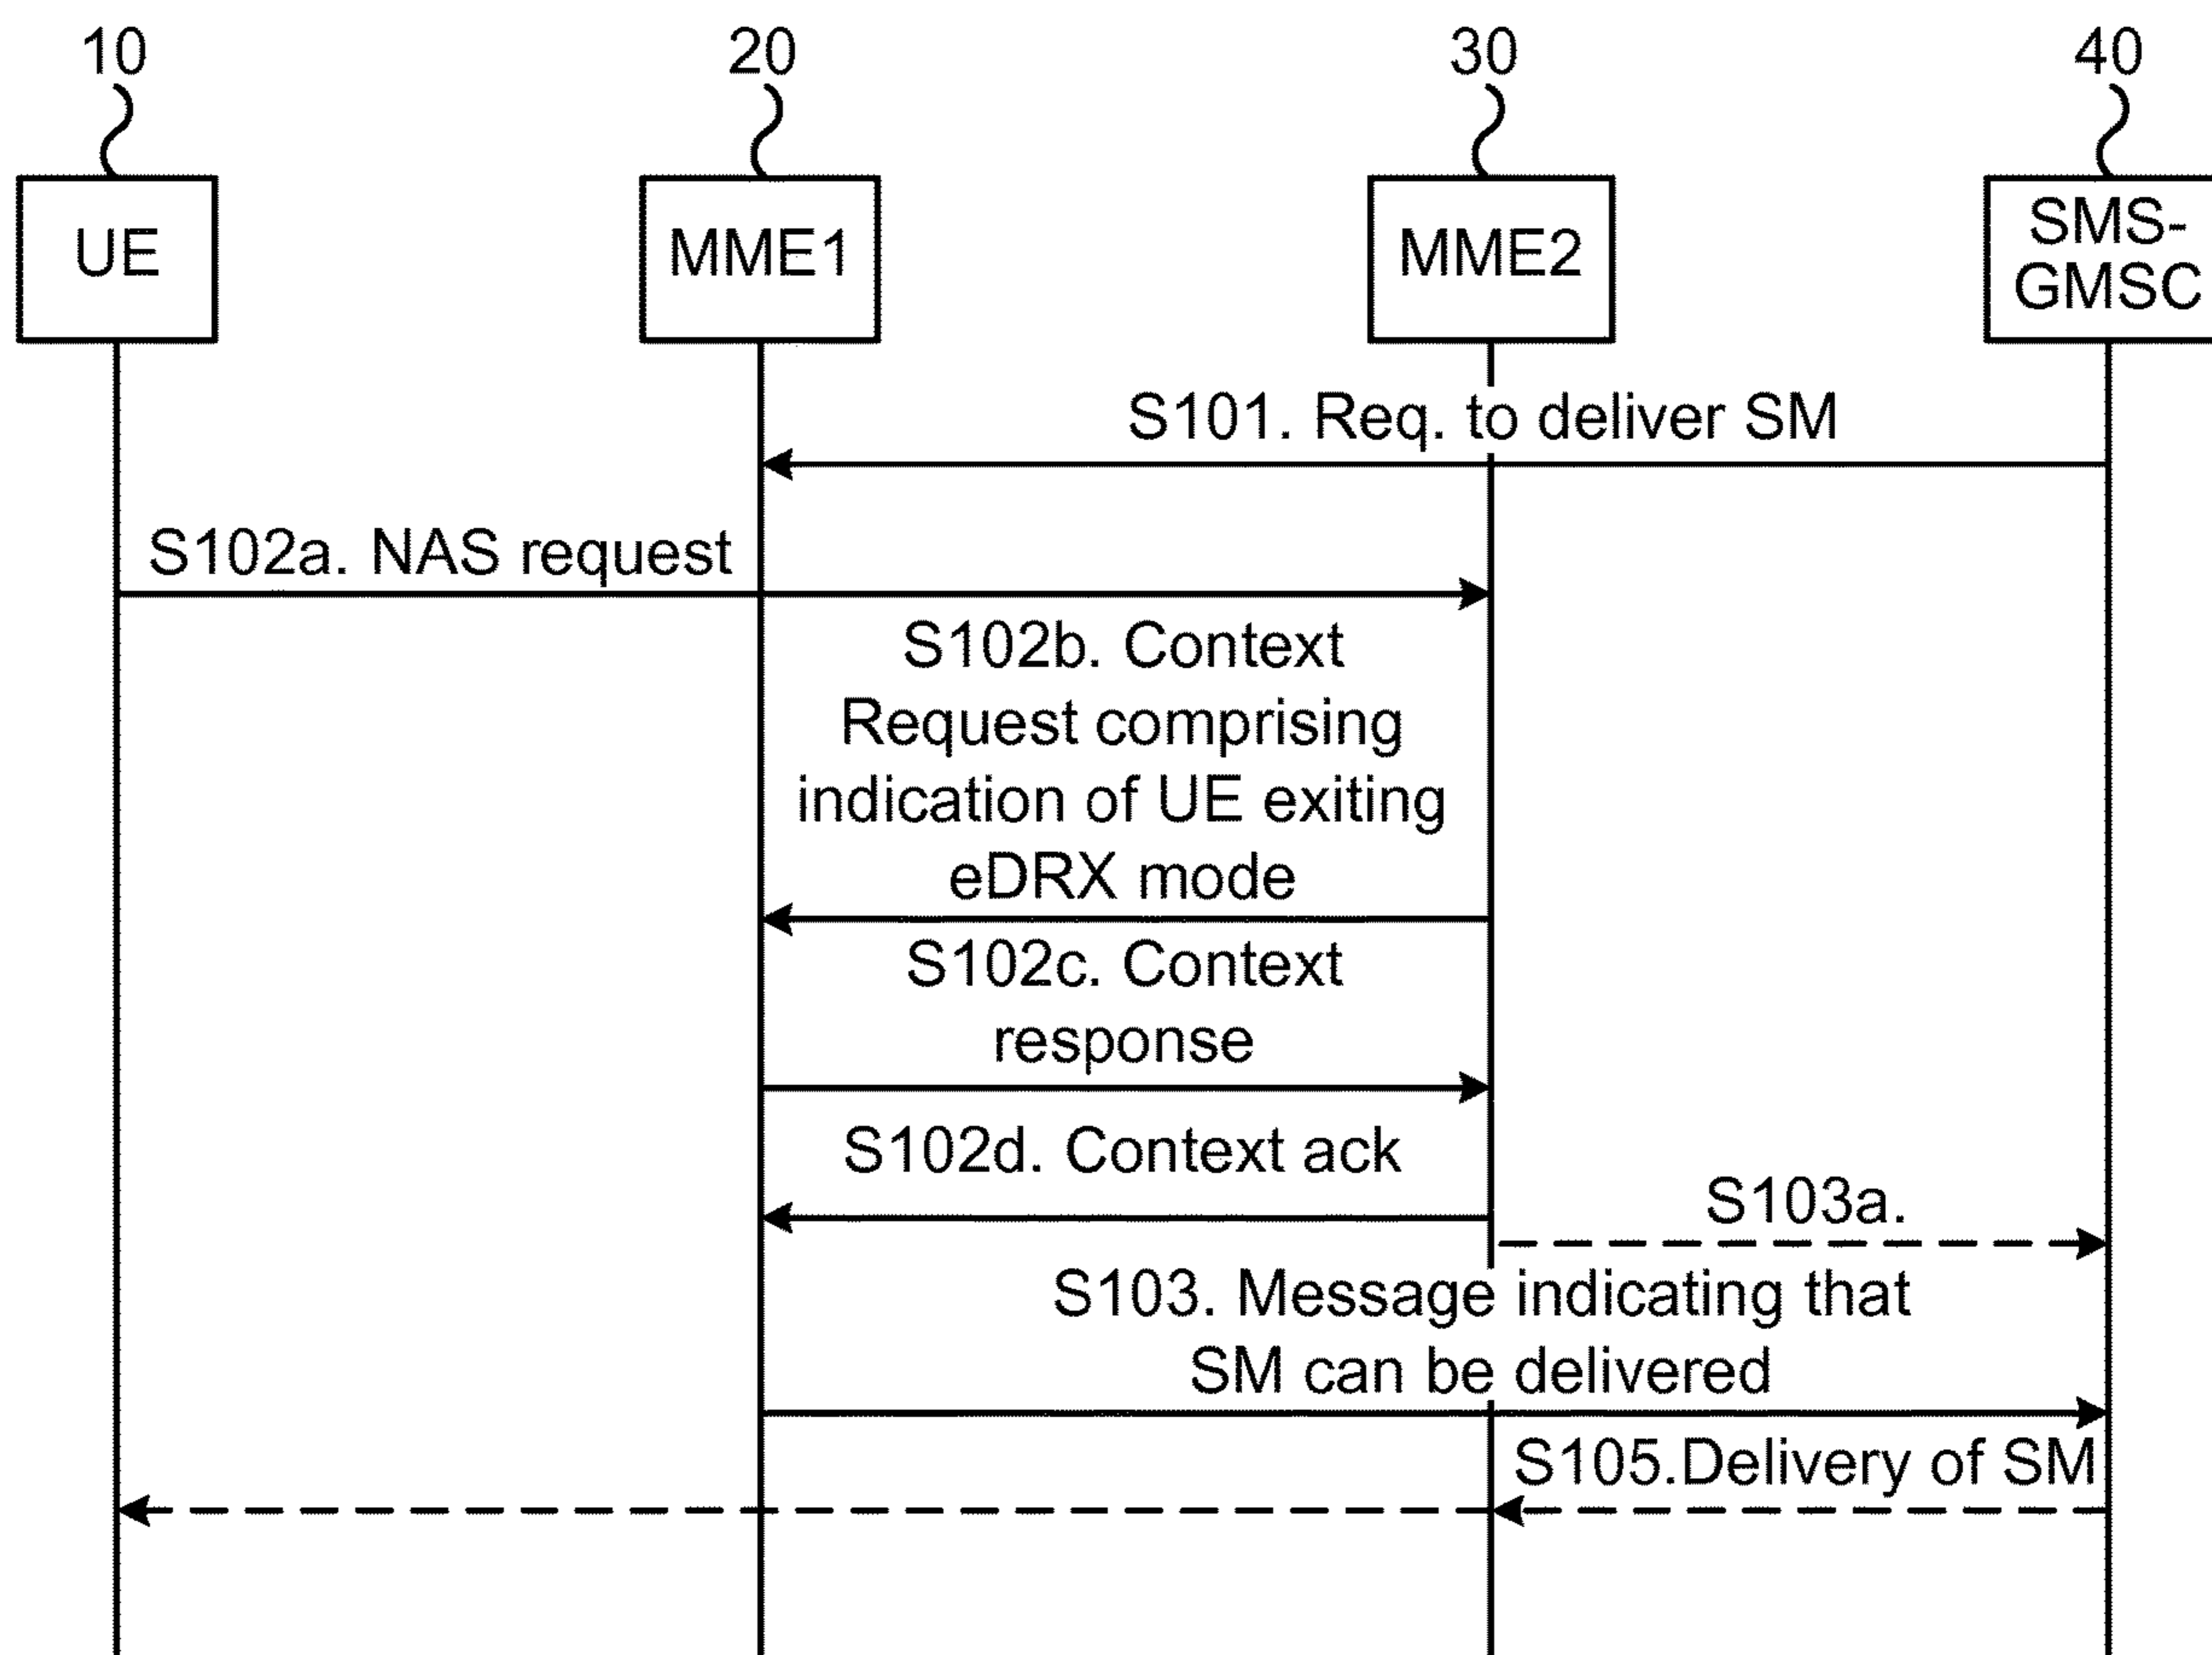 10
20
30
40
UE
MME1
MME2
SMS-
GMSC
S101. Req. to deliver SM
S102a. NAS request
S102b. Context
Request comprising
indication of UE exiting
eDRX mode
S102c. Context
response
S102d. Context ack
S103a.
S103. Message indicating that
SM can be delivered
S105.Delivery of SM